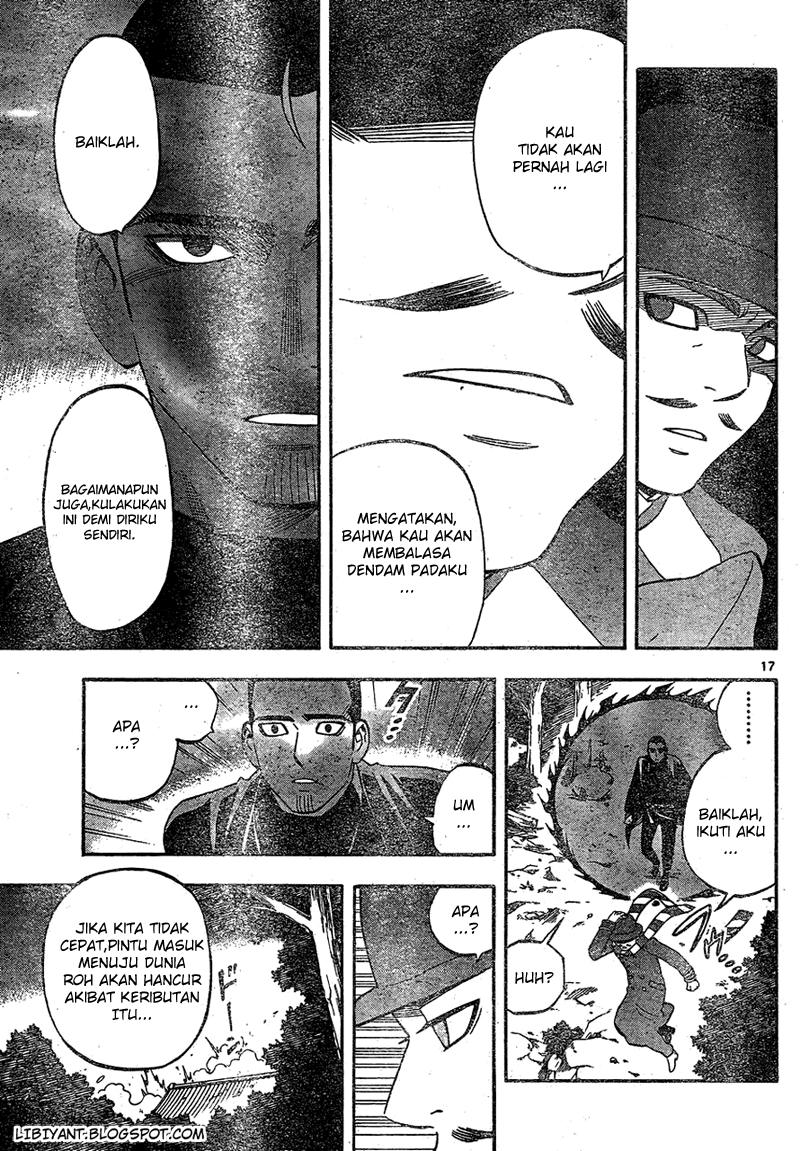 KAU
TIDAK AKAN
PERNAH LAGI
...
MENGATAKAN,
BAHWA KAU AKAN
MEMBALASA
DENDAM PADAKU
...
BAIKLAH.
BAGAIMANAPUN
JUGA,KULAKUKAN
INI DEMI DIRIKU
SENDIRI.
17
.........
BAIKLAH,
IKUTI AKU
...
HUH?
UM
...
...
APA
...?
APA
...?
JIKA KITA TIDAK
CEPAT,PINTU MASUK
MENUJU DUNIA
ROH AKAN HANCUR
AKIBAT KERIBUTAN
ITU...
LIBIYANT.BLOGSPOT.COM